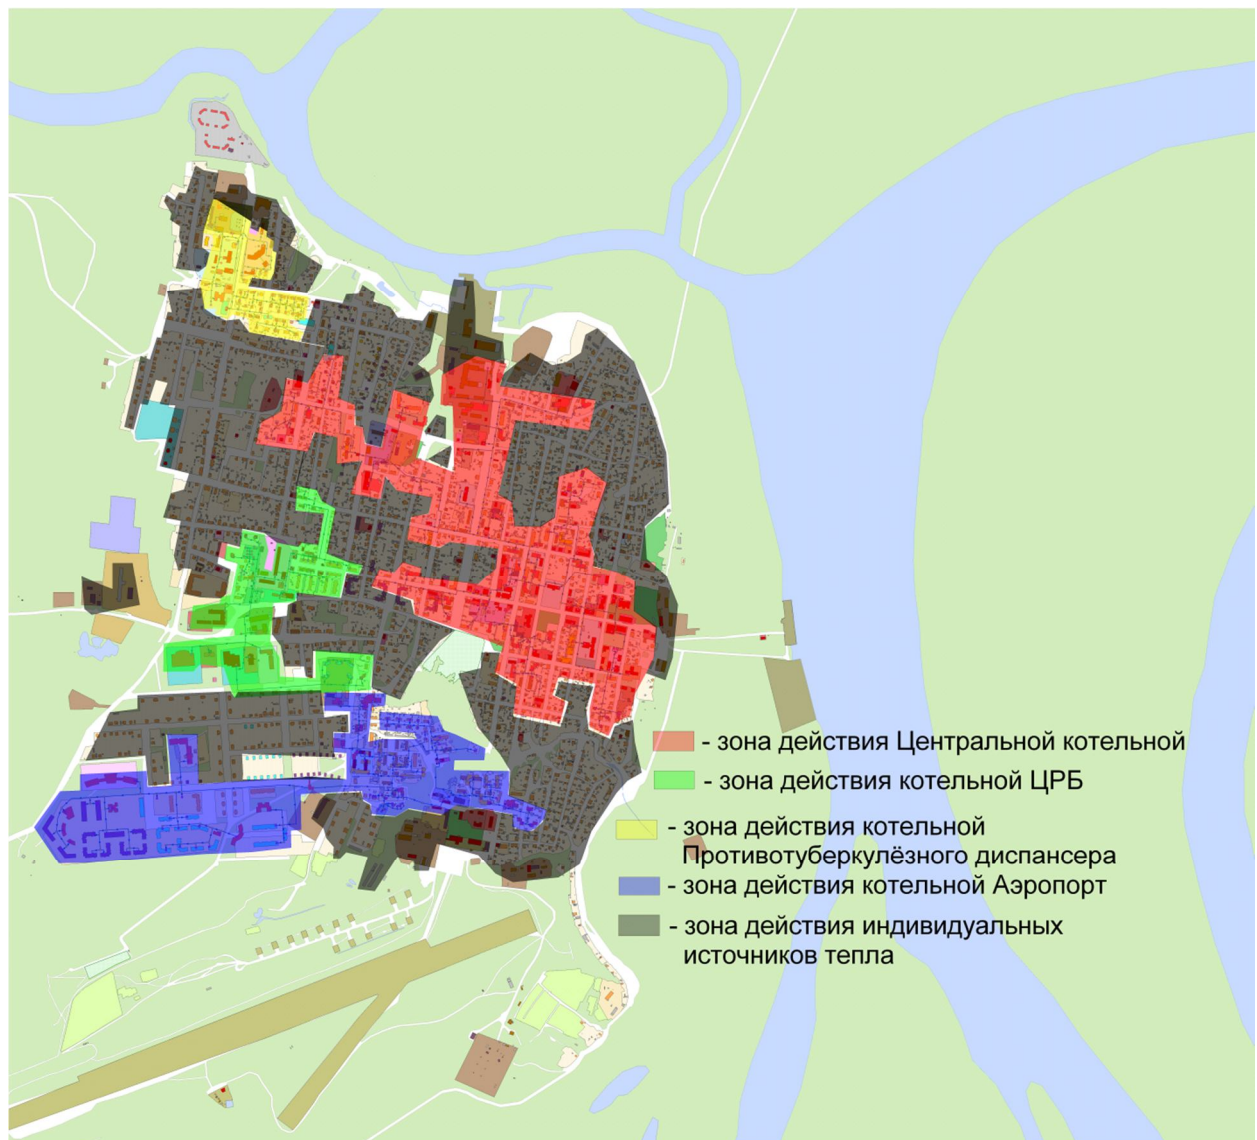 - зона действия Центральной котельной
- зона действия котельной ЦРБ
- зона действия котельной
Противотуберкулёзного диспансера
- зона действия котельной Аэропорт
- зона действия индивидуальных
источников тепла